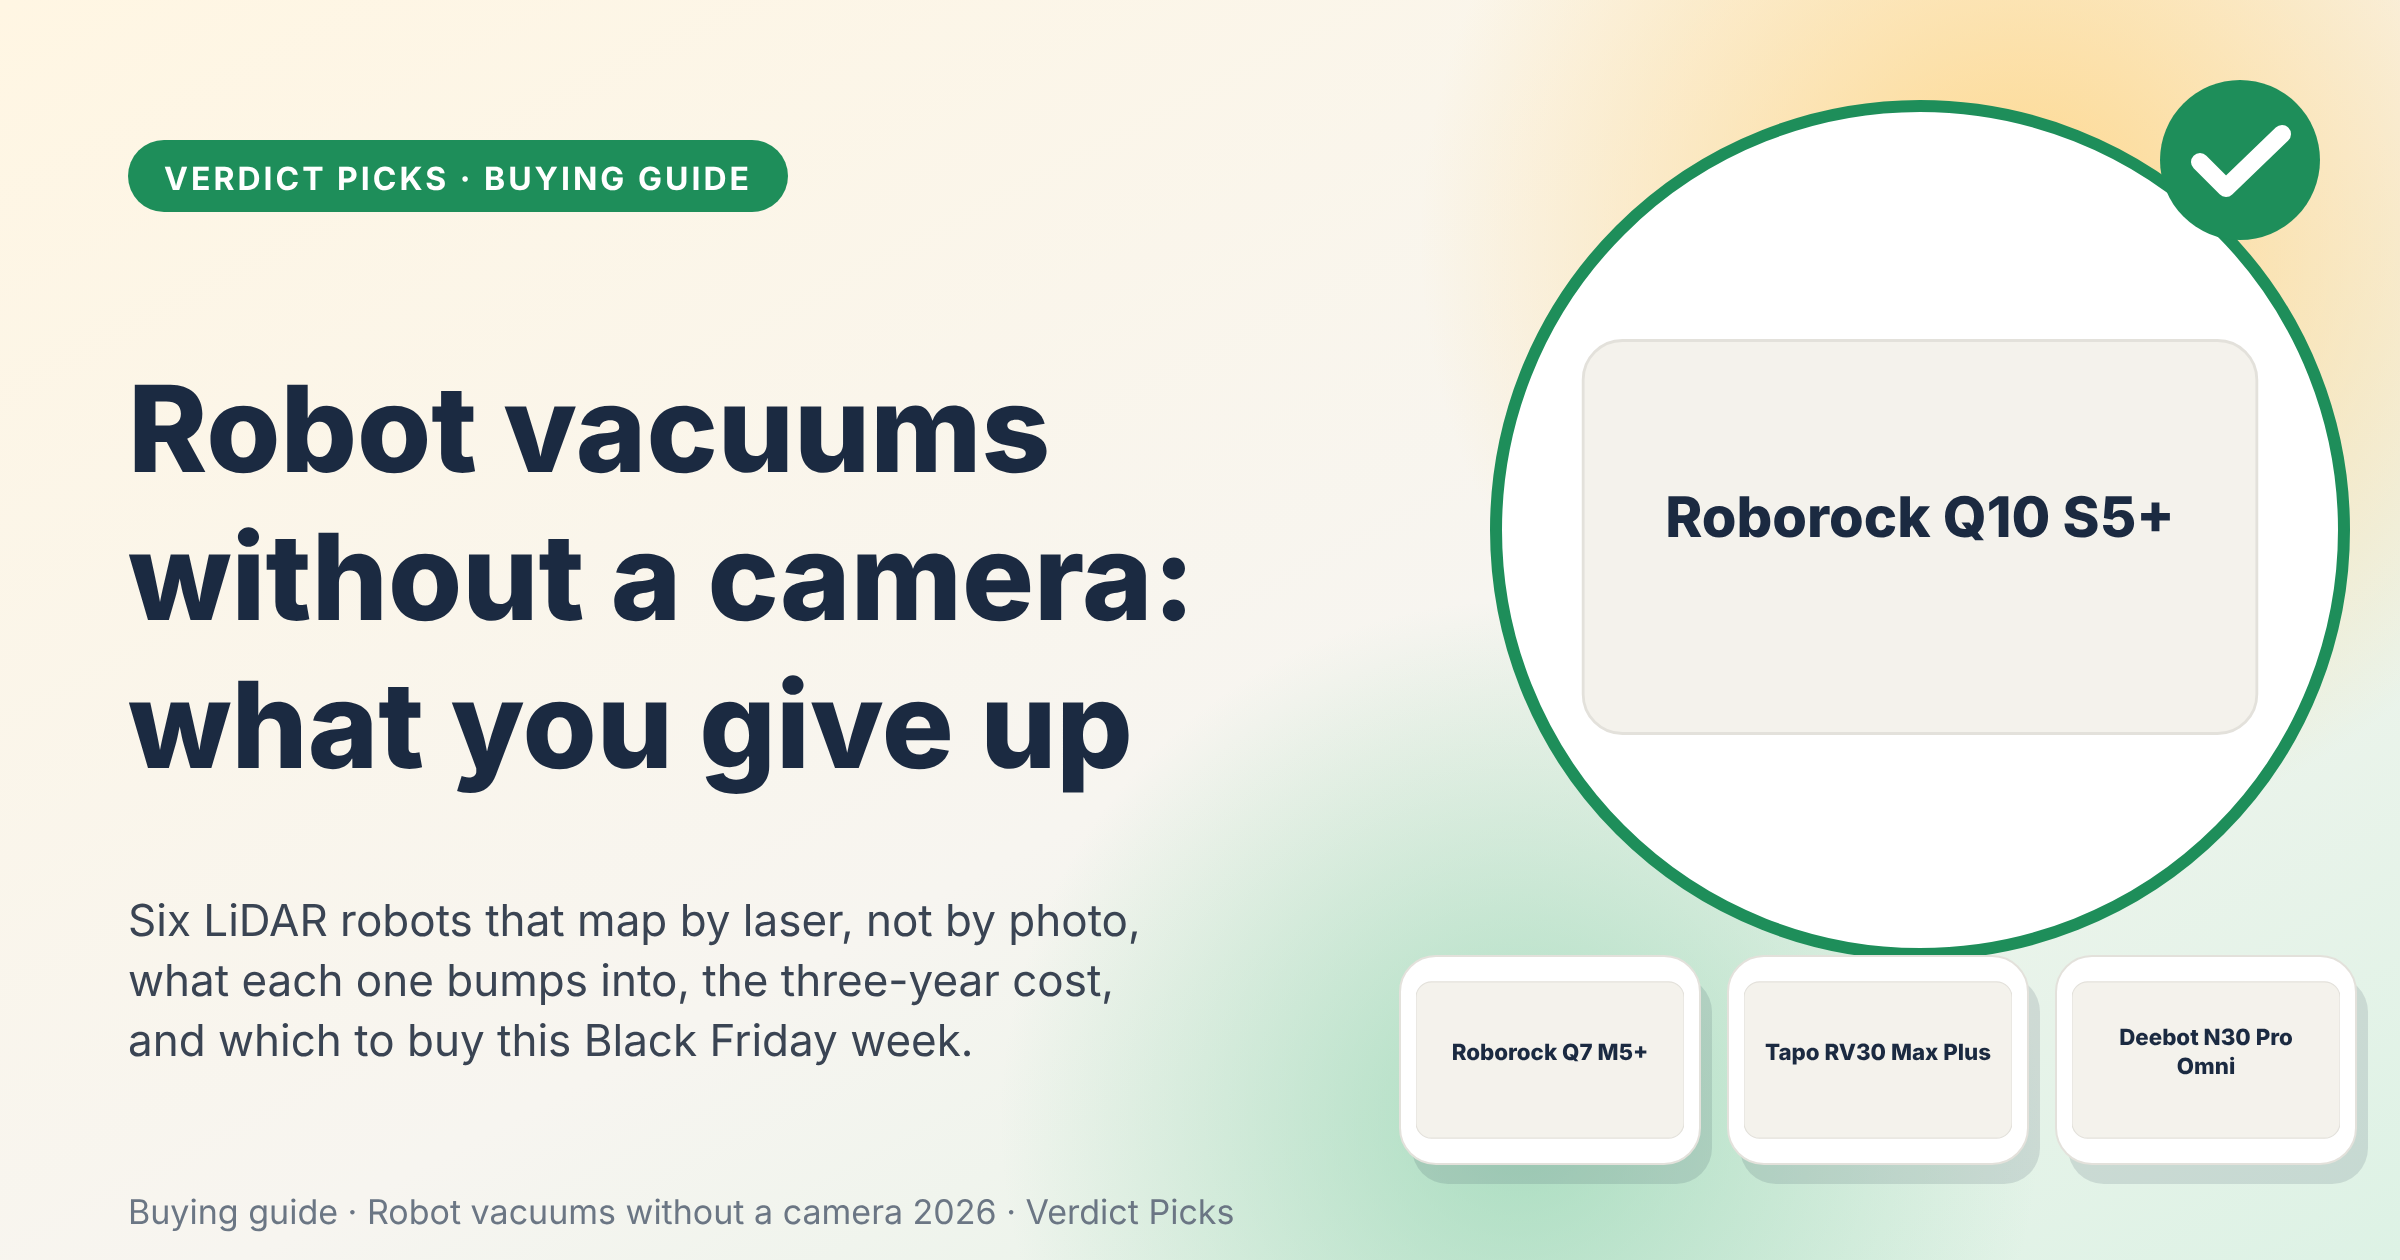 VERDICT PICKS · BUYING GUIDE
Robot vacuums
without a camera:
what you give up
Six LiDAR robots that map by laser, not by photo,
what each one bumps into, the three-year cost,
and which to buy this Black Friday week.
Buying guide · Robot vacuums without a camera 2026 · Verdict Picks
Roborock Q10 S5+
Roborock Q7 M5+
Tapo RV30 Max Plus
Deebot N30 Pro
Omni